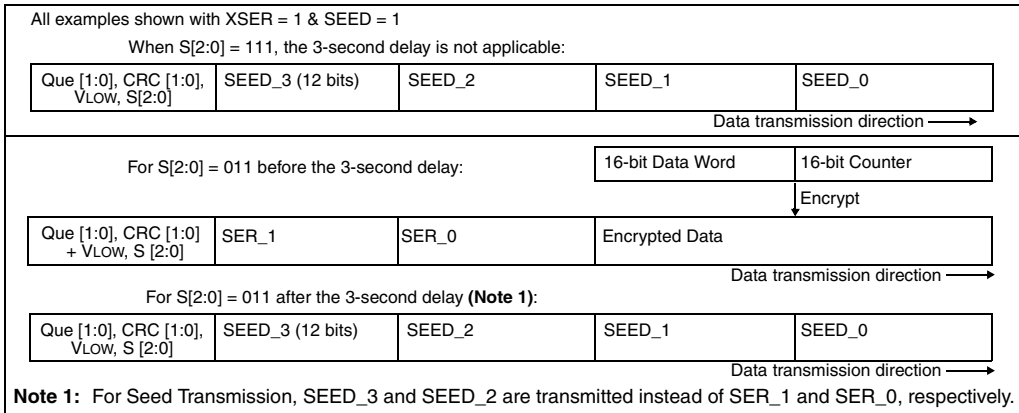 All examples shown with XSER = 1 & SEED = 1
When S[2:0] = 111, the 3-second delay is not applicable:
Que [1:0], CRC [1:0],
VLOW, S[2:0]
SEED_3 (12 bits)
SEED_2
SEED_1
SEED_0
Data transmission direction
For S[2:0] = 011 before the 3-second delay:
16-bit Data Word
16-bit Counter
Encrypt
Que [1:0], CRC [1:0]
+ VLOW, S [2:0]
SER_1
SER_0
Encrypted Data
Data transmission direction
For S[2:0] = 011 after the 3-second delay (Note 1):
Que [1:0], CRC [1:0],
VLOW, S [2:0]
SEED_3 (12 bits)
SEED_2
SEED_1
SEED_0
Data transmission direction
Note 1: For Seed Transmission, SEED_3 and SEED_2 are transmitted instead of SER_1 and SER_0, respectively.